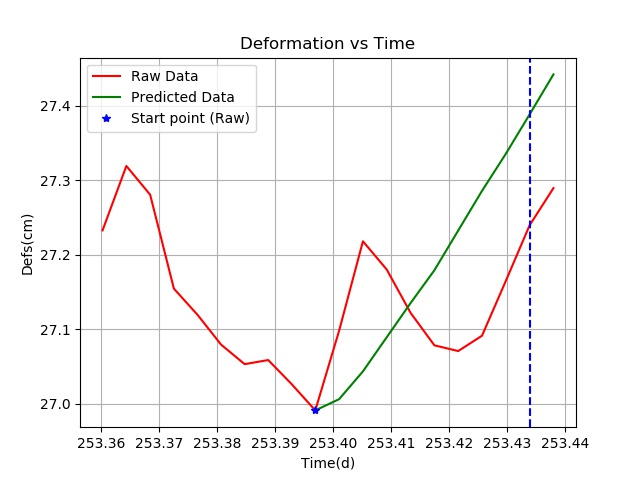 Deformation vs Time
Raw Data
Predicted Data
Start point (Raw)
Defs(cm)
27.4
27.3
27.2
27.1
27.0
253.36 253.37 253.38 253.39 253.40 253.41 253.42 253.43 253.44
Time(d)